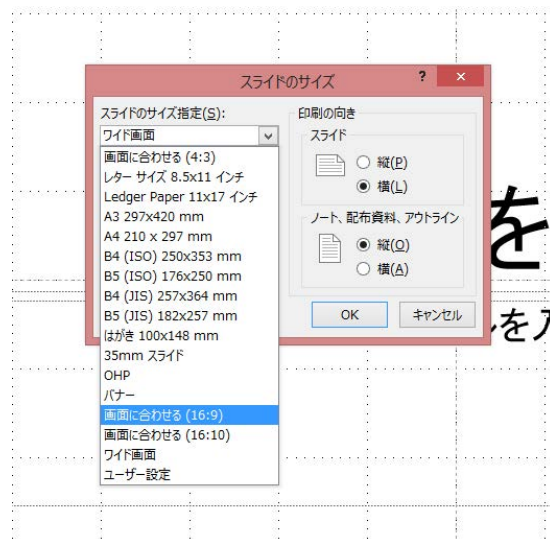 スライドのサイズ
?
×
スライドのサイズ指定(S):
ワイド画面
画面に合わせる (4:3)
レター サイズ 8.5x11 インチ
Ledger Paper 11x17 インチ
A3 297x420 mm
A4 210 x 297 mm
B4 (ISO) 250x353 mm
B5 (ISO) 176x250 mm
B4 (JIS) 257x364 mm
B5 (JIS) 182x257 mm
はがき 100x148 mm
35mm スライド
OHP
バナー
画面に合わせる (16:9)
画面に合わせる (16:10)
ワイド画面
ユーザー設定
印刷の向き
スライド
縦(P)
横(L)
ノート、配布資料、アウトライン
縦(O)
横(A)
OK
キャンセル
を
を入